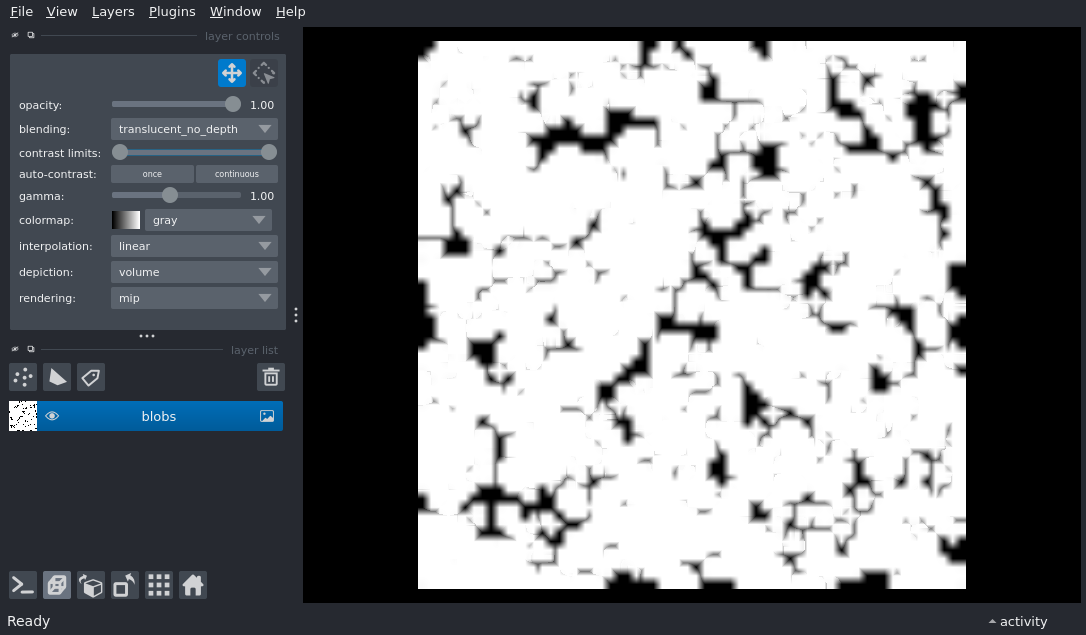 File View Layers Plugins Window Help
layer controls
opacity: 1.00
blending: translucent_no_depth
contrast limits:
auto-contrast: once continuous
gamma: 1.00
colormap: gray
interpolation: linear
depiction: volume
rendering: mip
layer list
blobs
Ready
activity